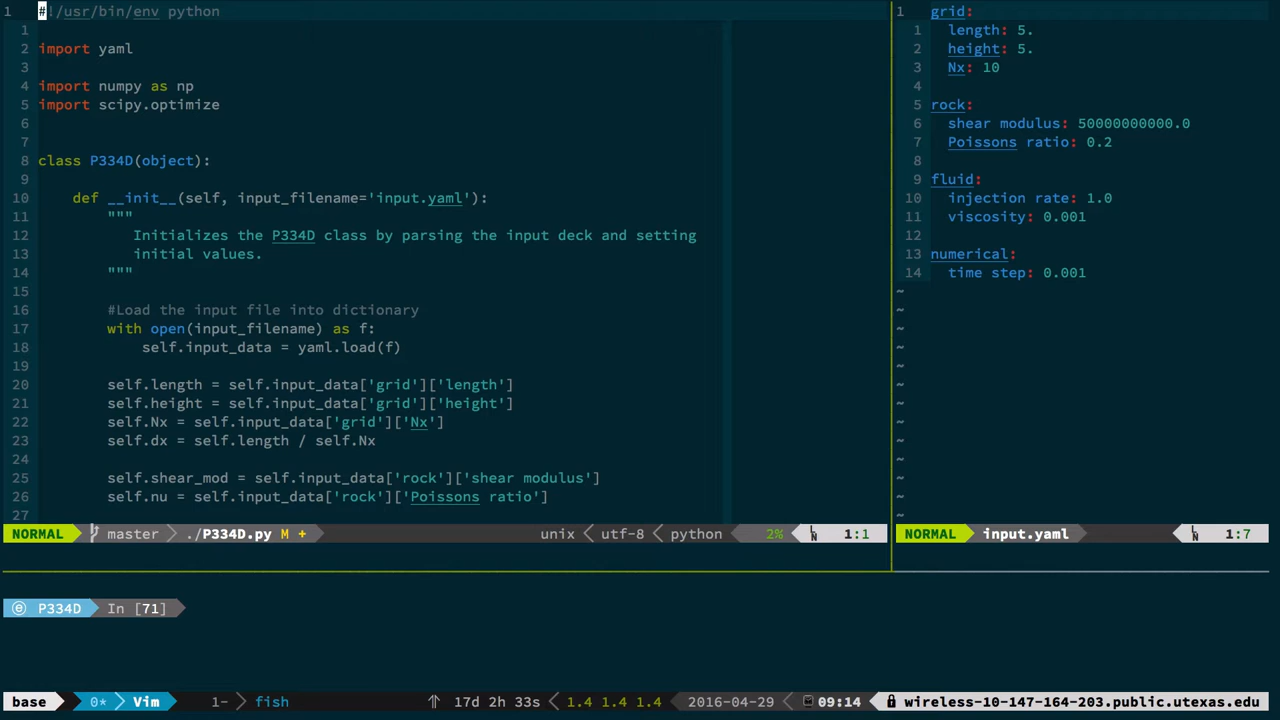 1 #!/usr/bin/env python
1
2 import yaml
3
4 import numpy as np
5 import scipy.optimize
6
7
8 class P334D(object):
9
10 def __init__(self, input_filename='input.yaml'):
11 """
12 Initializes the P334D class by parsing the input deck and setting
13 initial values.
14 """
15
16 #Load the input file into dictionary
17 with open(input_filename) as f:
18 self.input_data = yaml.load(f)
19
20 self.length = self.input_data['grid']['length']
21 self.height = self.input_data['grid']['height']
22 self.Nx = self.input_data['grid']['Nx']
23 self.dx = self.length / self.Nx
24
25 self.shear_mod = self.input_data['rock']['shear modulus']
26 self.nu = self.input_data['rock']['Poissons ratio']
27
NORMAL master ./P334D.py M + unix utf-8 python 2% LN 1:1
1 grid:
1 length: 5.
2 height: 5.
3 Nx: 10
4
5 rock:
6 shear modulus: 50000000000.0
7 Poissons ratio: 0.2
8
9 fluid:
10 injection rate: 1.0
11 viscosity: 0.001
12
13 numerical:
14 time step: 0.001
~
~
~
~
~
~
~
~
~
~
~
~
~
NORMAL input.yaml LN 1:7
ⓔ P334D In [71]
base 0* Vim 1- fish ⇑ 17d 2h 33s 1.4 1.4 1.4 2016-04-29 09:14 wireless-10-147-164-203.public.utexas.edu